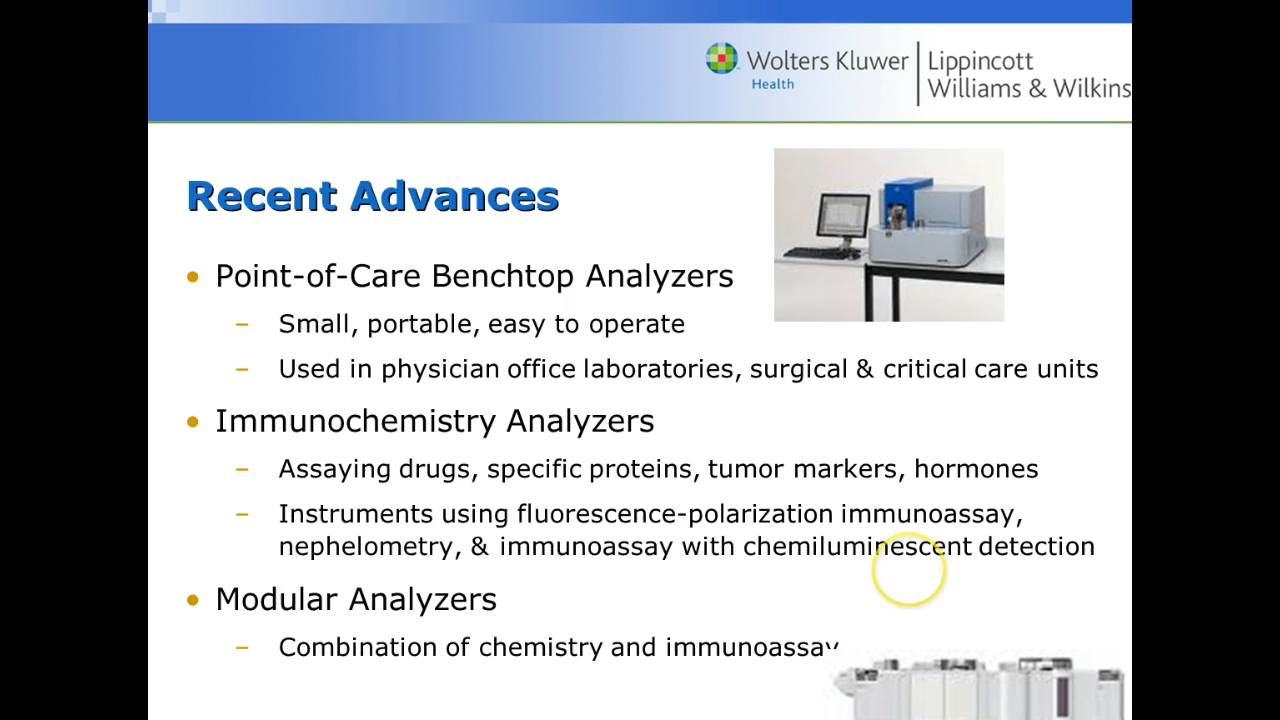 Wolters Kluwer
Health
Lippincott
Williams & Wilkins
Recent Advances
• Point-of-Care Benchtop Analyzers
– Small, portable, easy to operate
– Used in physician office laboratories, surgical & critical care units
• Immunochemistry Analyzers
– Assaying drugs, specific proteins, tumor markers, hormones
– Instruments using fluorescence-polarization immunoassay,
nephelometry, & immunoassay with chemiluminescent detection
• Modular Analyzers
– Combination of chemistry and immunoassay